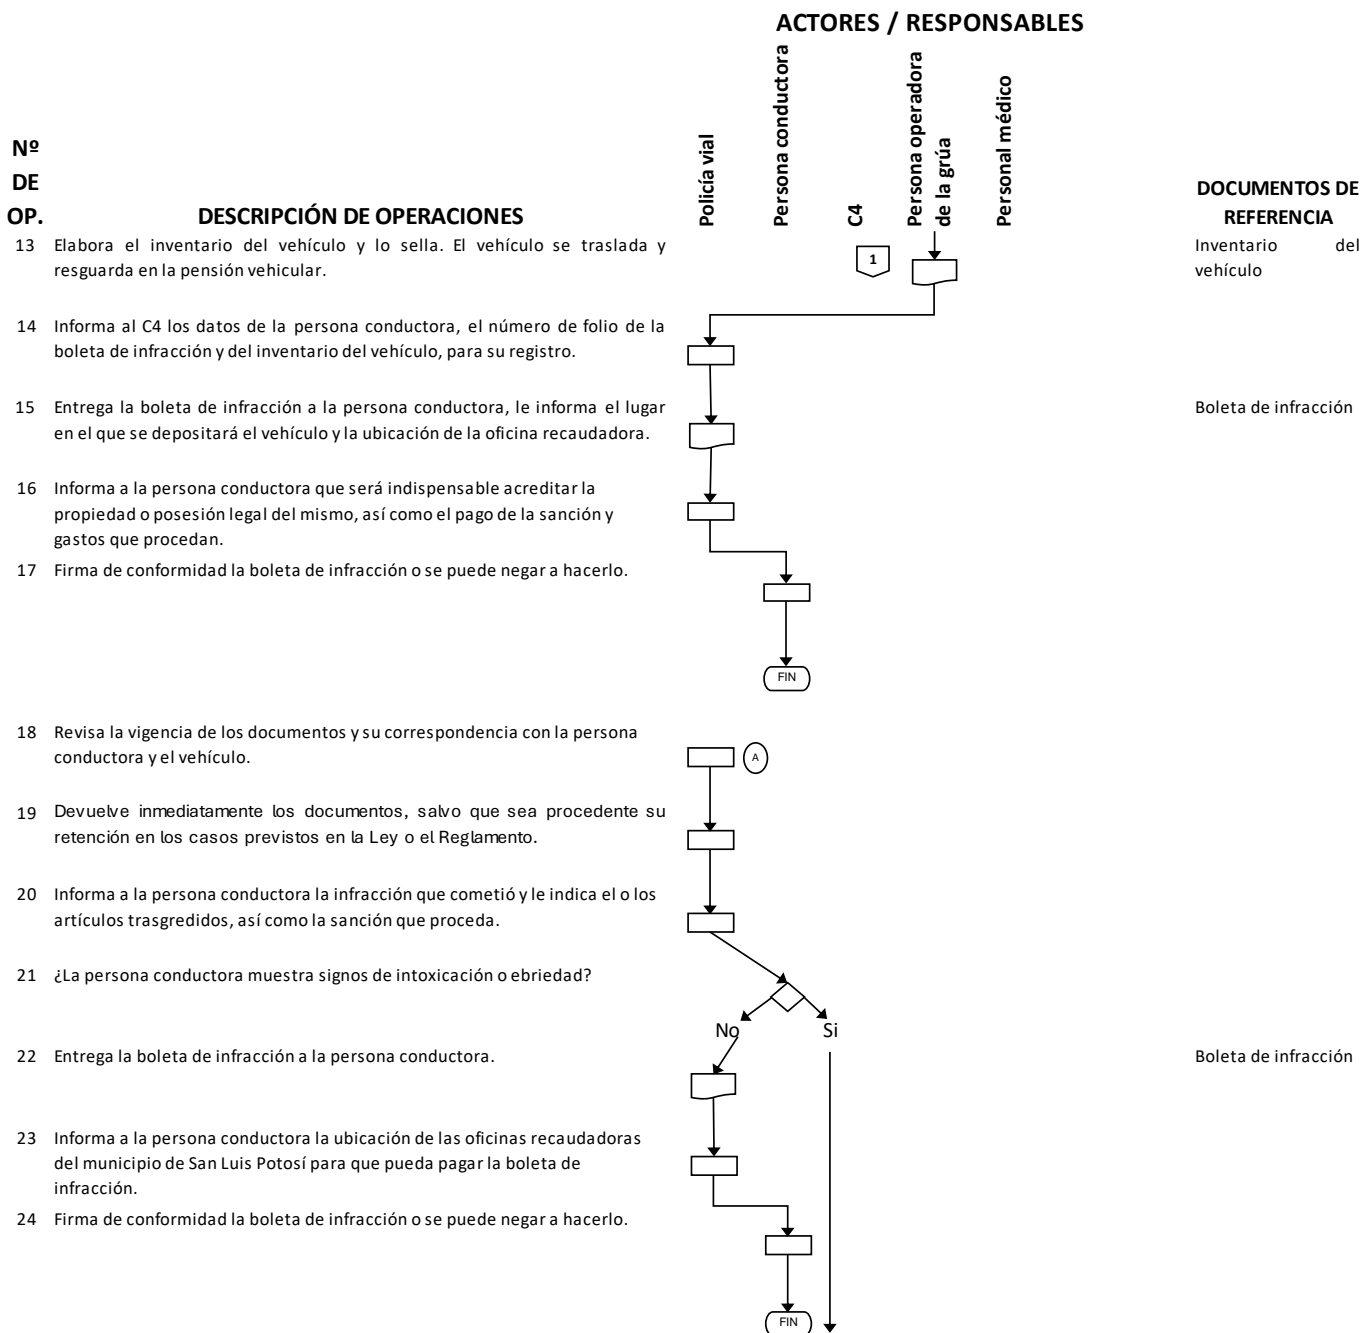 ACTORES / RESPONSABLES
Nº
DE
OP.
DESCRIPCIÓN DE OPERACIONES
Policía vial
Persona conductora
C4
Persona operadora
de la grúa
Personal médico
DOCUMENTOS DE
REFERENCIA
13 Elabora el inventario del vehículo y lo sella. El vehículo se traslada y
resguarda en la pensión vehicular.
1
Inventario del
vehículo
14 Informa al C4 los datos de la persona conductora, el número de folio de la
boleta de infracción y del inventario del vehículo, para su registro.
15 Entrega la boleta de infracción a la persona conductora, le informa el lugar
en el que se depositará el vehículo y la ubicación de la oficina recaudadora.
Boleta de infracción
16 Informa a la persona conductora que será indispensable acreditar la
propiedad o posesión legal del mismo, así como el pago de la sanción y
gastos que procedan.
17 Firma de conformidad la boleta de infracción o se puede negar a hacerlo.
FIN
18 Revisa la vigencia de los documentos y su correspondencia con la persona
conductora y el vehículo.
A
19 Devuelve inmediatamente los documentos, salvo que sea procedente su
retención en los casos previstos en la Ley o el Reglamento.
20 Informa a la persona conductora la infracción que cometió y le indica el o los
artículos trasgredidos, así como la sanción que proceda.
21 ¿La persona conductora muestra signos de intoxicación o ebriedad?
No
Si
22 Entrega la boleta de infracción a la persona conductora.
Boleta de infracción
23 Informa a la persona conductora la ubicación de las oficinas recaudadoras
del municipio de San Luis Potosí para que pueda pagar la boleta de
infracción.
24 Firma de conformidad la boleta de infracción o se puede negar a hacerlo.
FIN